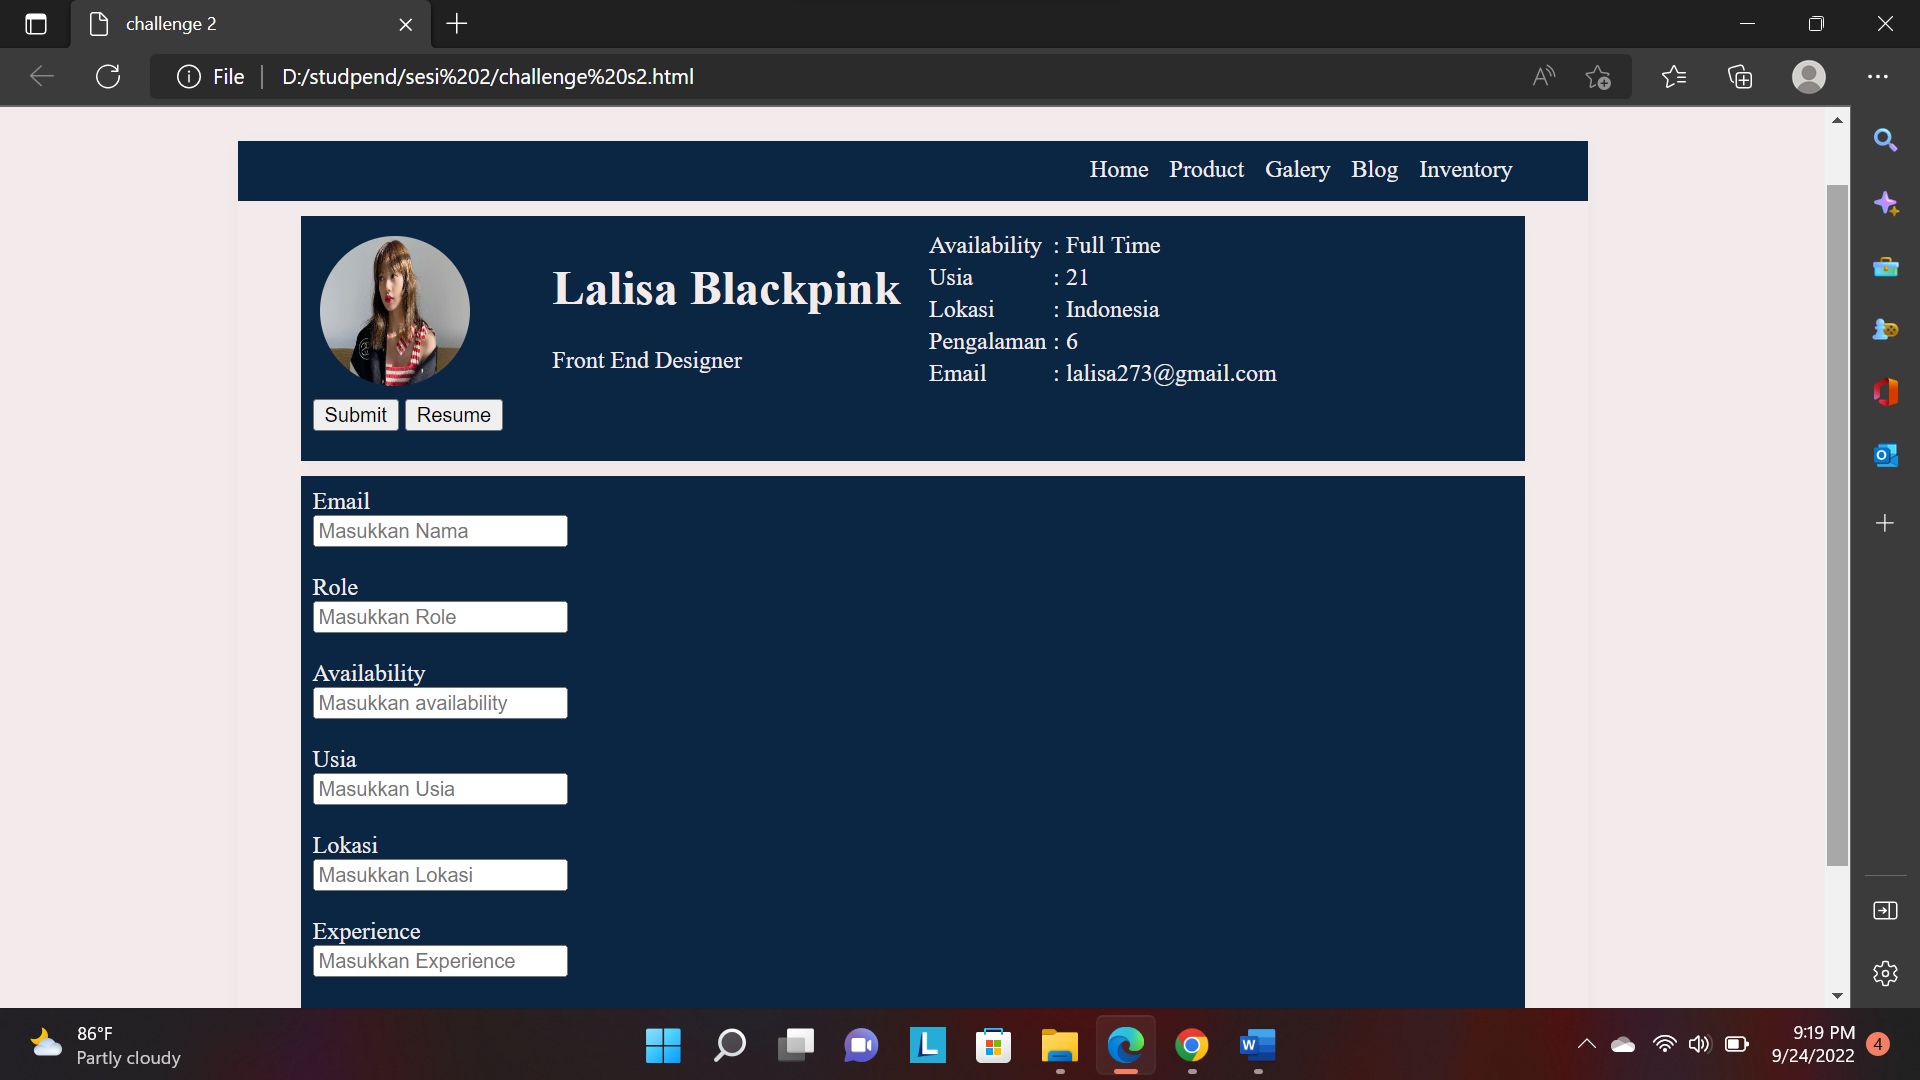 challenge 2
File
D:/studpend/sesi%202/challenge%20s2.html
Home Product Galery Blog Inventory
Lalisa Blackpink
Front End Designer
Availability : Full Time
Usia : 21
Lokasi : Indonesia
Pengalaman : 6
Email : lalisa273@gmail.com
Submit Resume
Email
Masukkan Nama
Role
Masukkan Role
Availability
Masukkan availability
Usia
Masukkan Usia
Lokasi
Masukkan Lokasi
Experience
Masukkan Experience
86°F
Partly cloudy
9:19 PM
9/24/2022
4